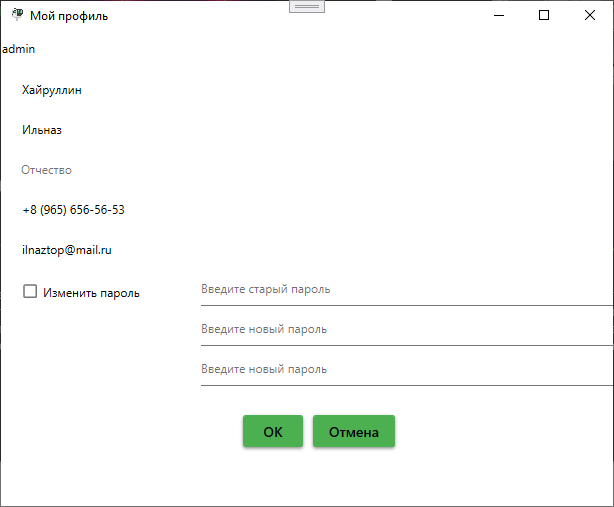 Мой профиль
admin
Хайруллин
Ильназ
Отчество
+8 (965) 656-56-53
ilnaztop@mail.ru
Изменить пароль
Введите старый пароль
Введите новый пароль
Введите новый пароль
ОК
Отмена